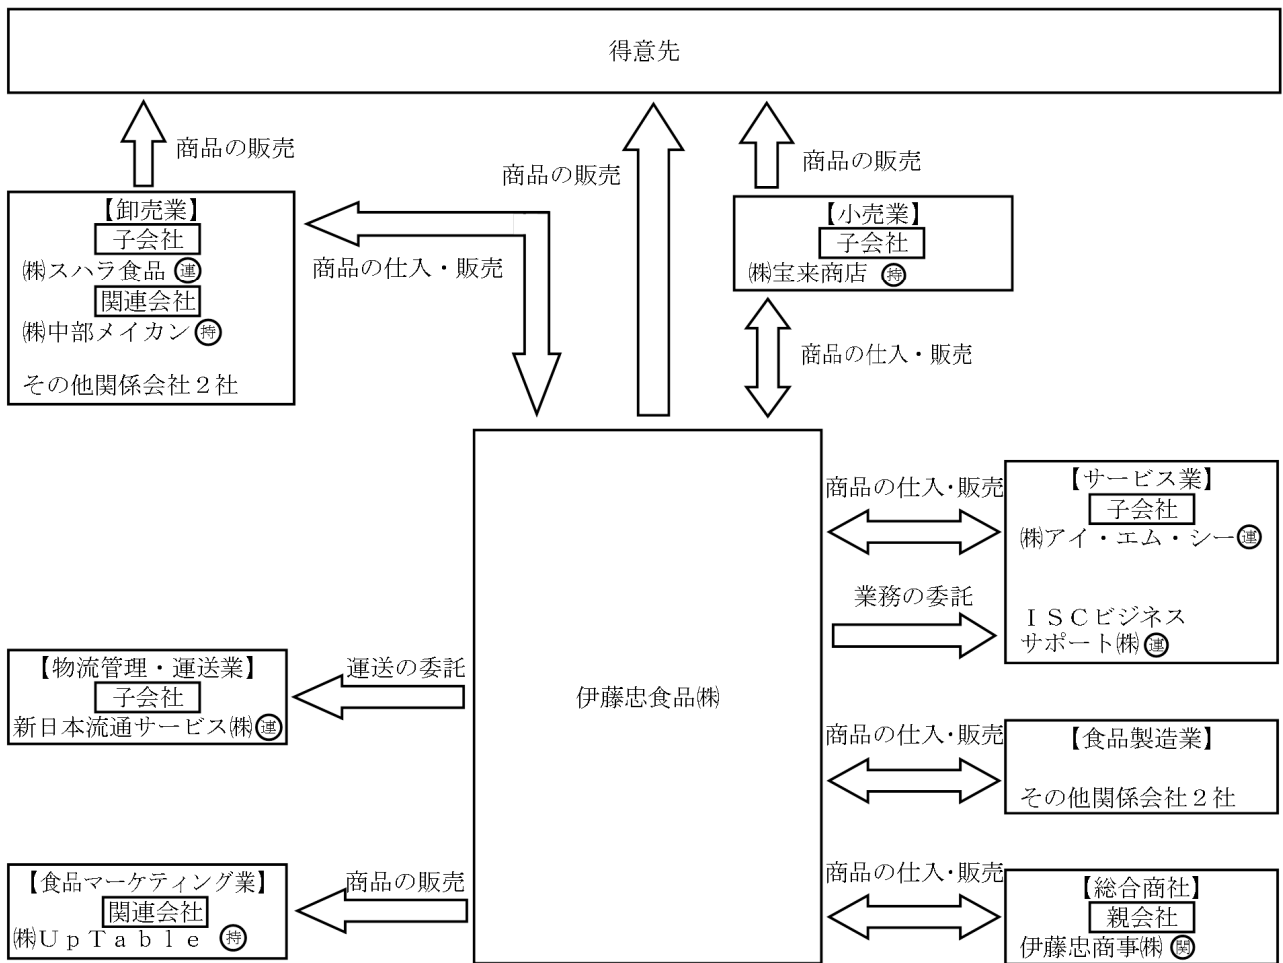 得意先
商品の販売
商品の販売
商品の販売
【卸売業】
子会社
㈱スハラ食品 ㊜連
関連会社
㈱中部メイカン 持
その他関係会社２社
商品の仕入・販売
【小売業】
子会社
㈱宝来商店 持
商品の仕入・販売
伊藤忠食品㈱
商品の仕入・販売
業務の委託
【サービス業】
子会社
㈱アイ・エム・シー 連
ＩＳＣビジネス
サポート㈱ 連
【物流管理・運送業】
子会社
新日本流通サービス㈱ 連
運送の委託
商品の仕入・販売
【食品製造業】
その他関係会社２社
【食品マーケティング業】
関連会社
㈱ＵｐＴａｂｌｅ 持
商品の販売
商品の仕入・販売
【総合商社】
親会社
伊藤忠商事㈱ 関